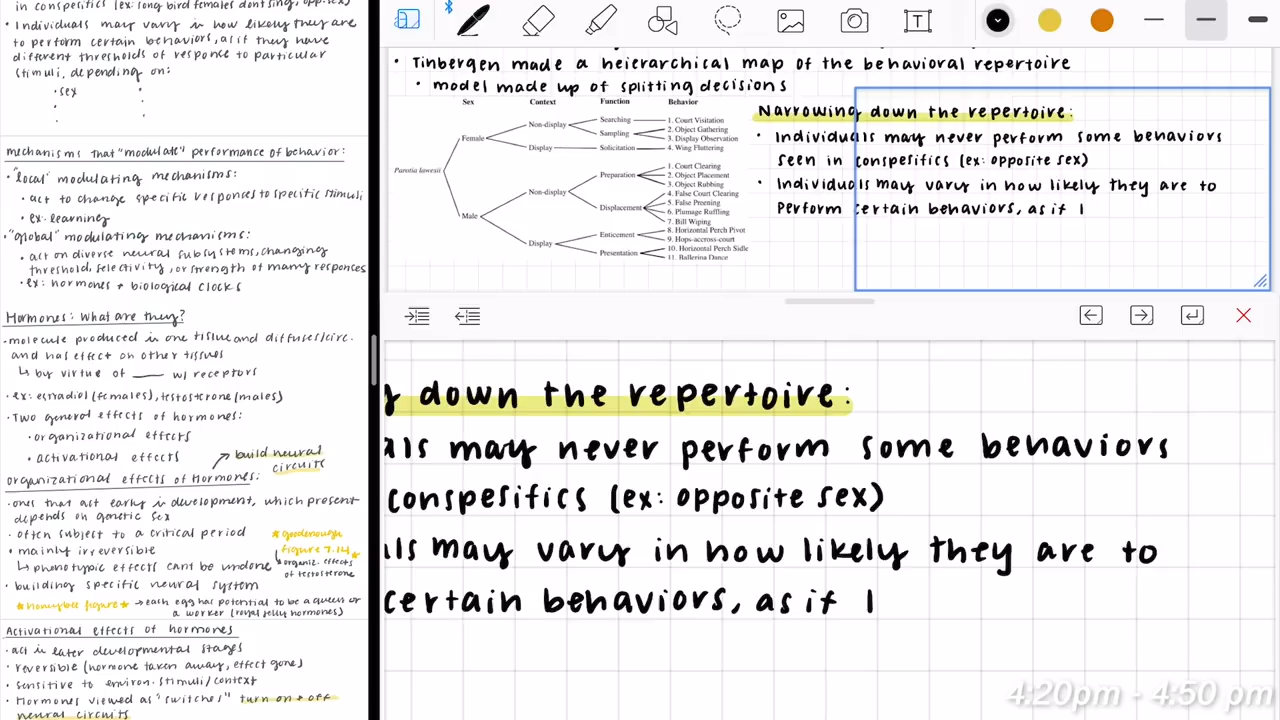 in conspecifics (ex: long bird females dont sing, opp. sex)
• Individuals may vary in how likely they are
to perform certain behaviors, as if they have
different thresholds of response to particular
stimuli, depending on:
• sex
mechanisms that "modulate" performance of behavior:
• "local" modulating mechanisms:
• act to change specific responses to specific stimuli
• ex: learning
• "global" modulating mechanisms:
• act on diverse neural subsystems, changing
threshold, selectivity, or strength of many responses
• ex: hormones + biological clocks
Hormones: what are they?
• molecule produced in one tissue and diffuses/circ.
and has effect on other tissues
↳ by virtue of ____ w/ receptors
• ex: estradiol (females), testosterone (males)
• Two general effects of hormones:
• organizational effects
• activational effects
build neural
circuits
organizational effects of Hormones:
• ones that act early in development, which present
depends on genetic sex
• often subject to a critical period
• mainly irreversible
↳ phenotypic effects cant be undone
• building specific neural system
★ goodenough
figure 7.14 ★
↳ organiz. effects
of testosterone
★ Honeybee figure ★ → each egg has potential to be a queen or
a worker (royal jelly hormones)
Activational effects of hormones
• act in later developmental stages
• reversible (hormone taken away, effect gone)
• sensitive to environ. stimuli/context
• Hormones viewed as "switches" turn on + off
neural circuits
• Tinbergen made a heierarchical map of the behavioral repertoire
• model made up of splitting decisions
Sex Context Function Behavior
Parotia lawesii
Female
Non-display
Searching
1. Court Visitation
Sampling
2. Object Gathering
3. Display Observation
Display
Solicitation
4. Wing Fluttering
Male
Non-display
Preparation
1. Court Clearing
2. Object Placement
3. Object Rubbing
Displacement
4. False Court Clearing
5. False Preening
6. Plumage Ruffling
7. Bill Wiping
Display
Enticement
8. Horizontal Perch Pivot
9. Hops-accross-court
Presentation
10. Horizontal Perch Sidle
11. Ballerina Dance
Narrowing down the repertoire:
• Individuals may never perform some behaviors
seen in conspesifics (ex: opposite sex)
• Individuals may vary in how likely they are to
perform certain behaviors, as if
T
down the repertoire:
als may never perform some behaviors
conspesifics (ex: opposite sex)
ls may vary in how likely they are to
certain behaviors, as if
4:20pm - 4:50 pm